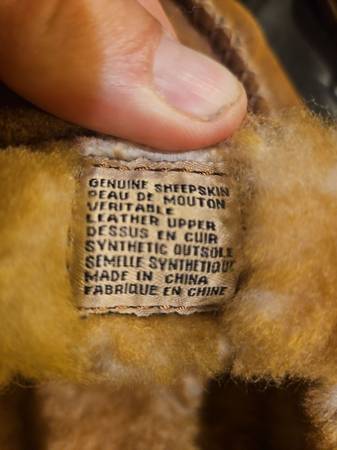 GENUINE SHEEPSKIN
PEAU DE MOUTON
VERITABLE
LEATHER UPPER
DESSUS EN CUIR
SYNTHETIC OUTSOLE
SEMELLE SYNTHETIQUE
MADE IN CHINA
FABRIQUE EN CHINE